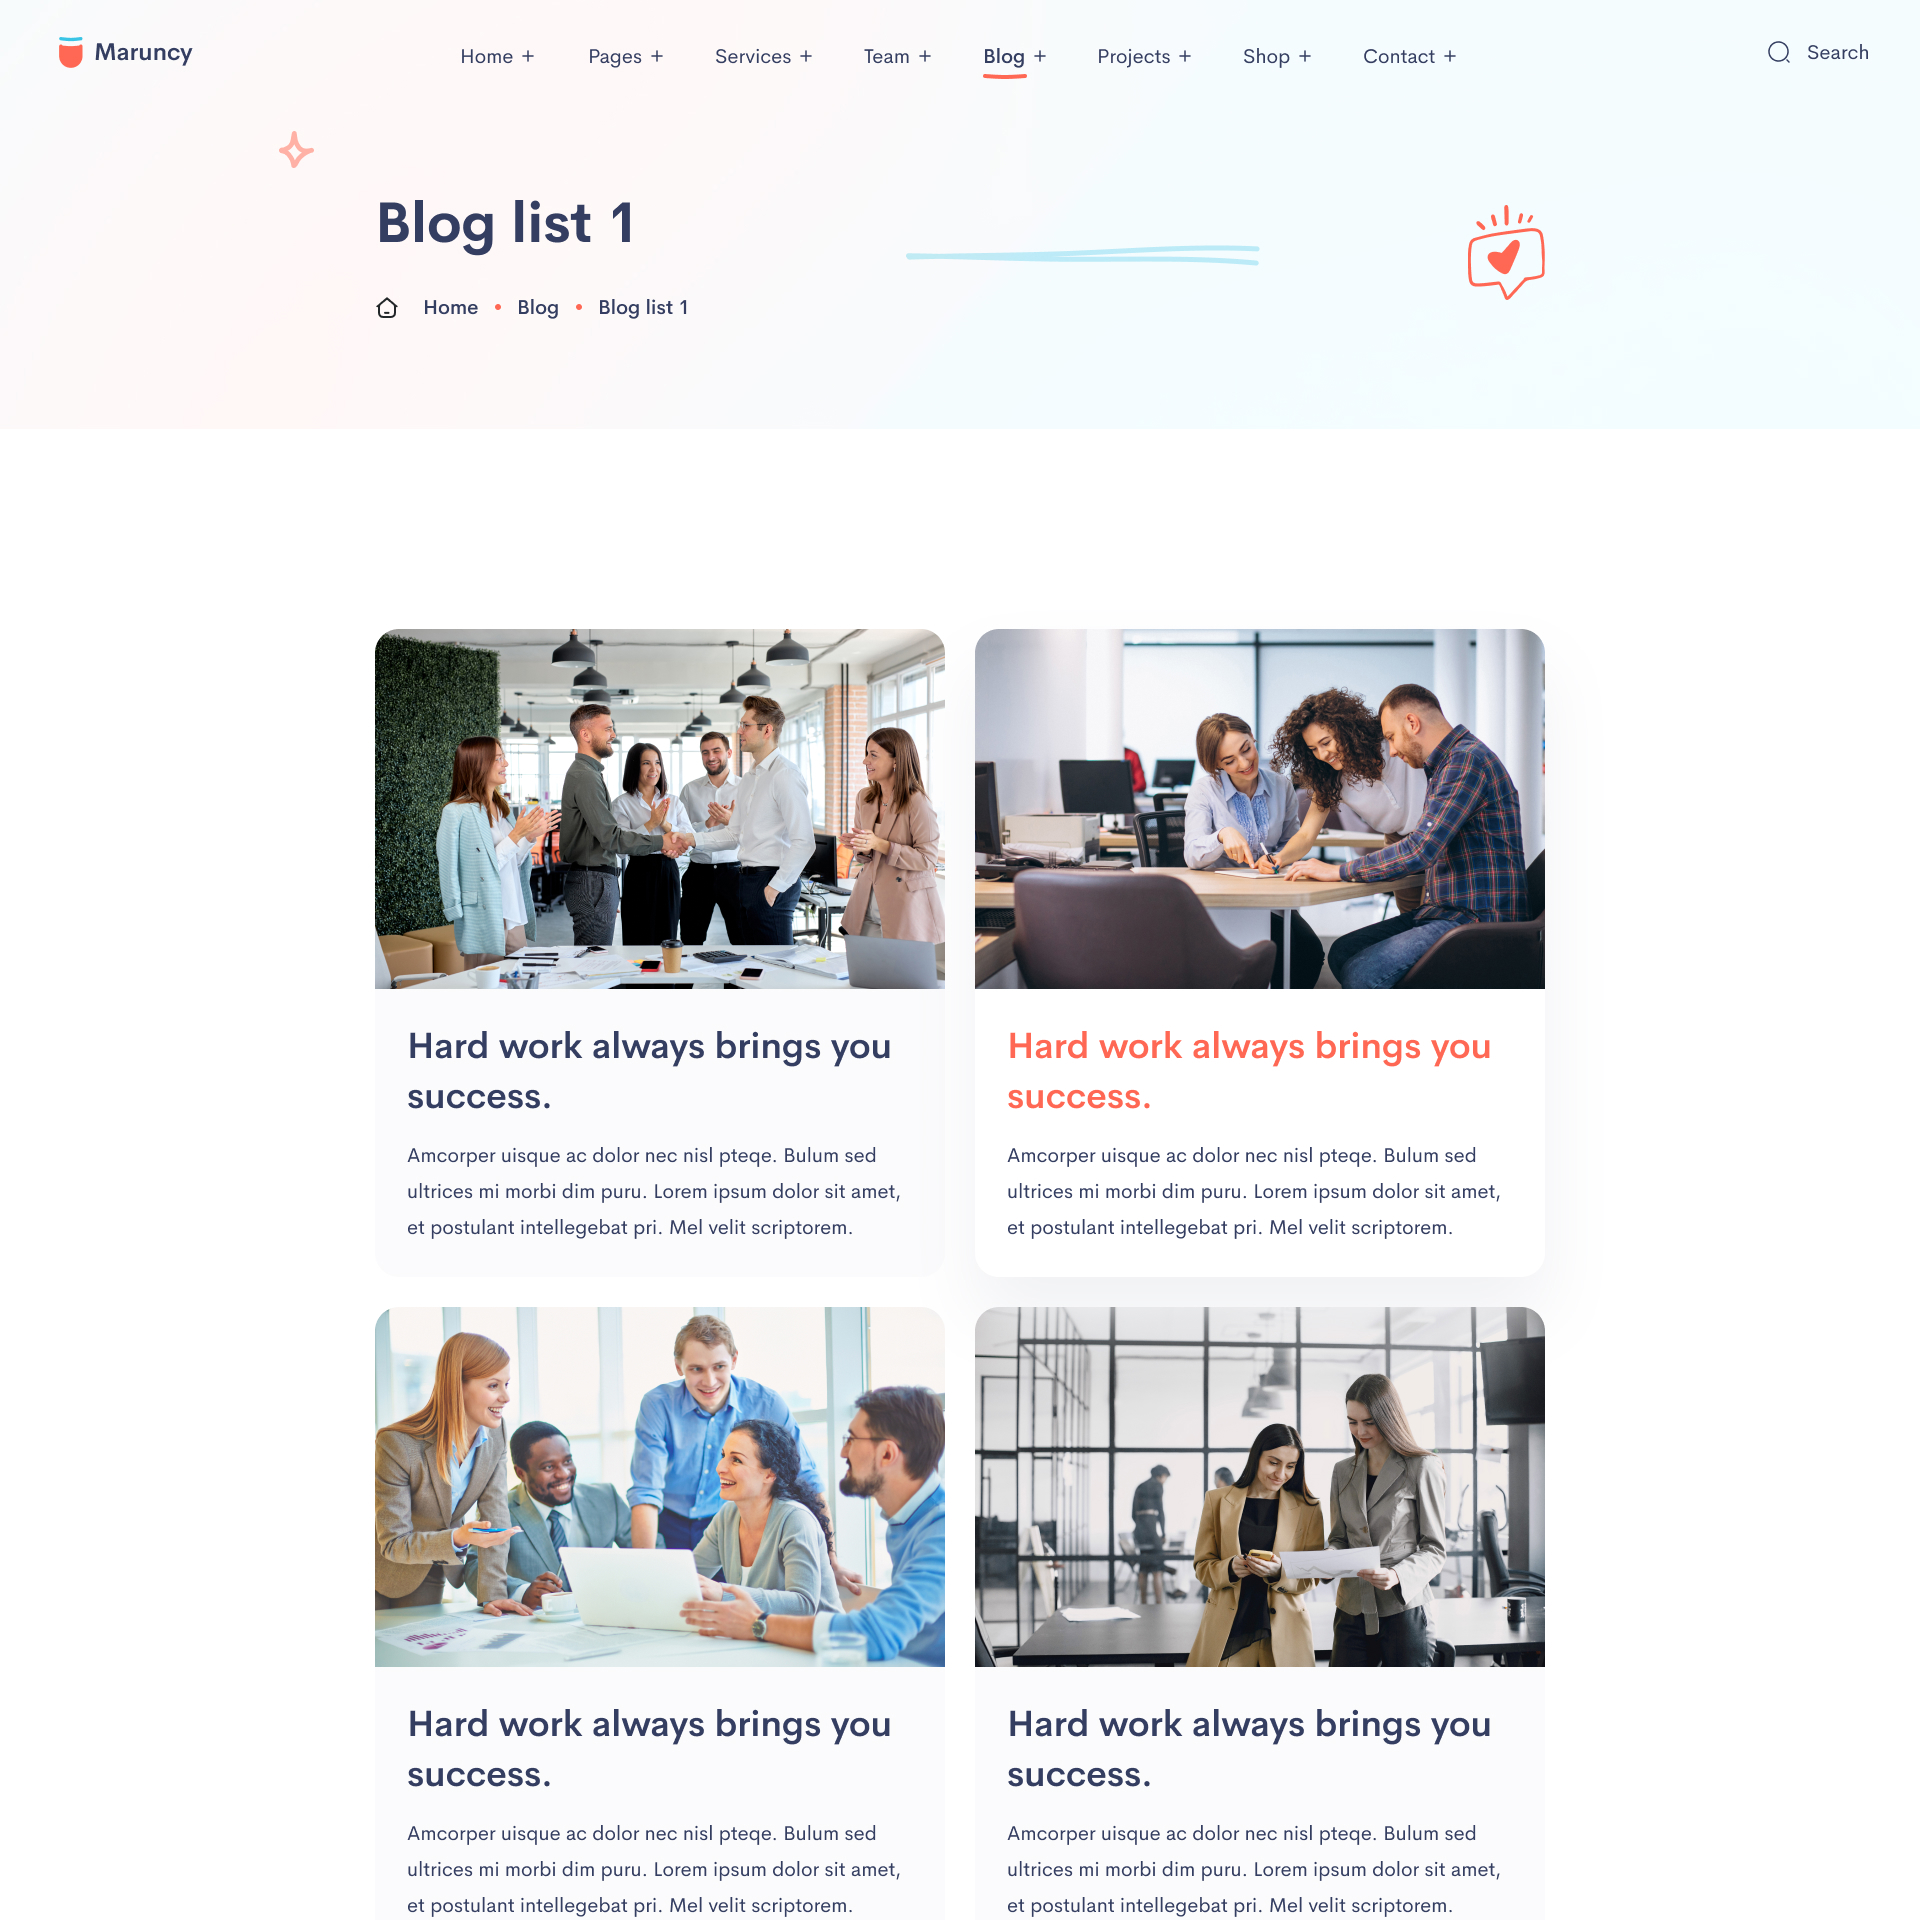 Maruncy
Home + Pages + Services + Team + Blog + Projects + Shop + Contact +
Search
Blog list 1
Home • Blog • Blog list 1
Hard work always brings you
success.
Amcorper uisque ac dolor nec nisl pteqe. Bulum sed
ultrices mi morbi dim puru. Lorem ipsum dolor sit amet,
et postulant intellegebat pri. Mel velit scriptorem.
Hard work always brings you
success.
Amcorper uisque ac dolor nec nisl pteqe. Bulum sed
ultrices mi morbi dim puru. Lorem ipsum dolor sit amet,
et postulant intellegebat pri. Mel velit scriptorem.
Hard work always brings you
success.
Amcorper uisque ac dolor nec nisl pteqe. Bulum sed
ultrices mi morbi dim puru. Lorem ipsum dolor sit amet,
et postulant intellegebat pri. Mel velit scriptorem.
Hard work always brings you
success.
Amcorper uisque ac dolor nec nisl pteqe. Bulum sed
ultrices mi morbi dim puru. Lorem ipsum dolor sit amet,
et postulant intellegebat pri. Mel velit scriptorem.